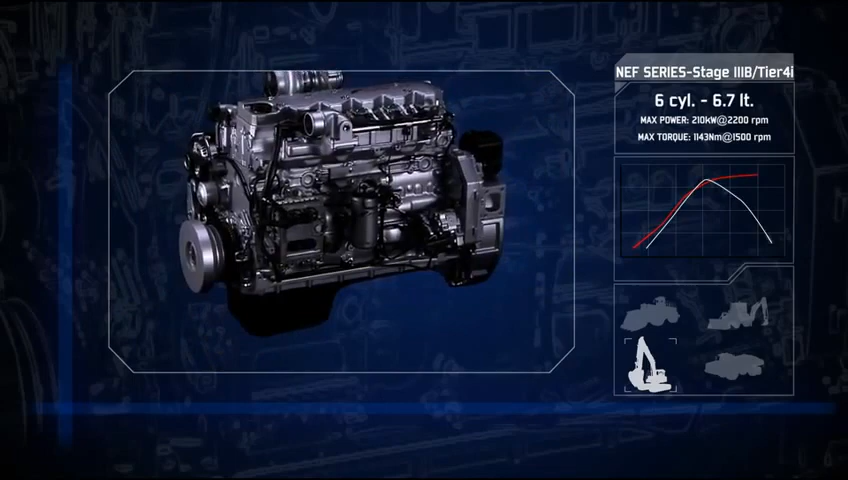 NEF SERIES-Stage IIIB/Tier4i
6 cyl. - 6.7 lt.
MAX POWER: 210kW@2200 rpm
MAX TORQUE: 1143Nm@1500 rpm